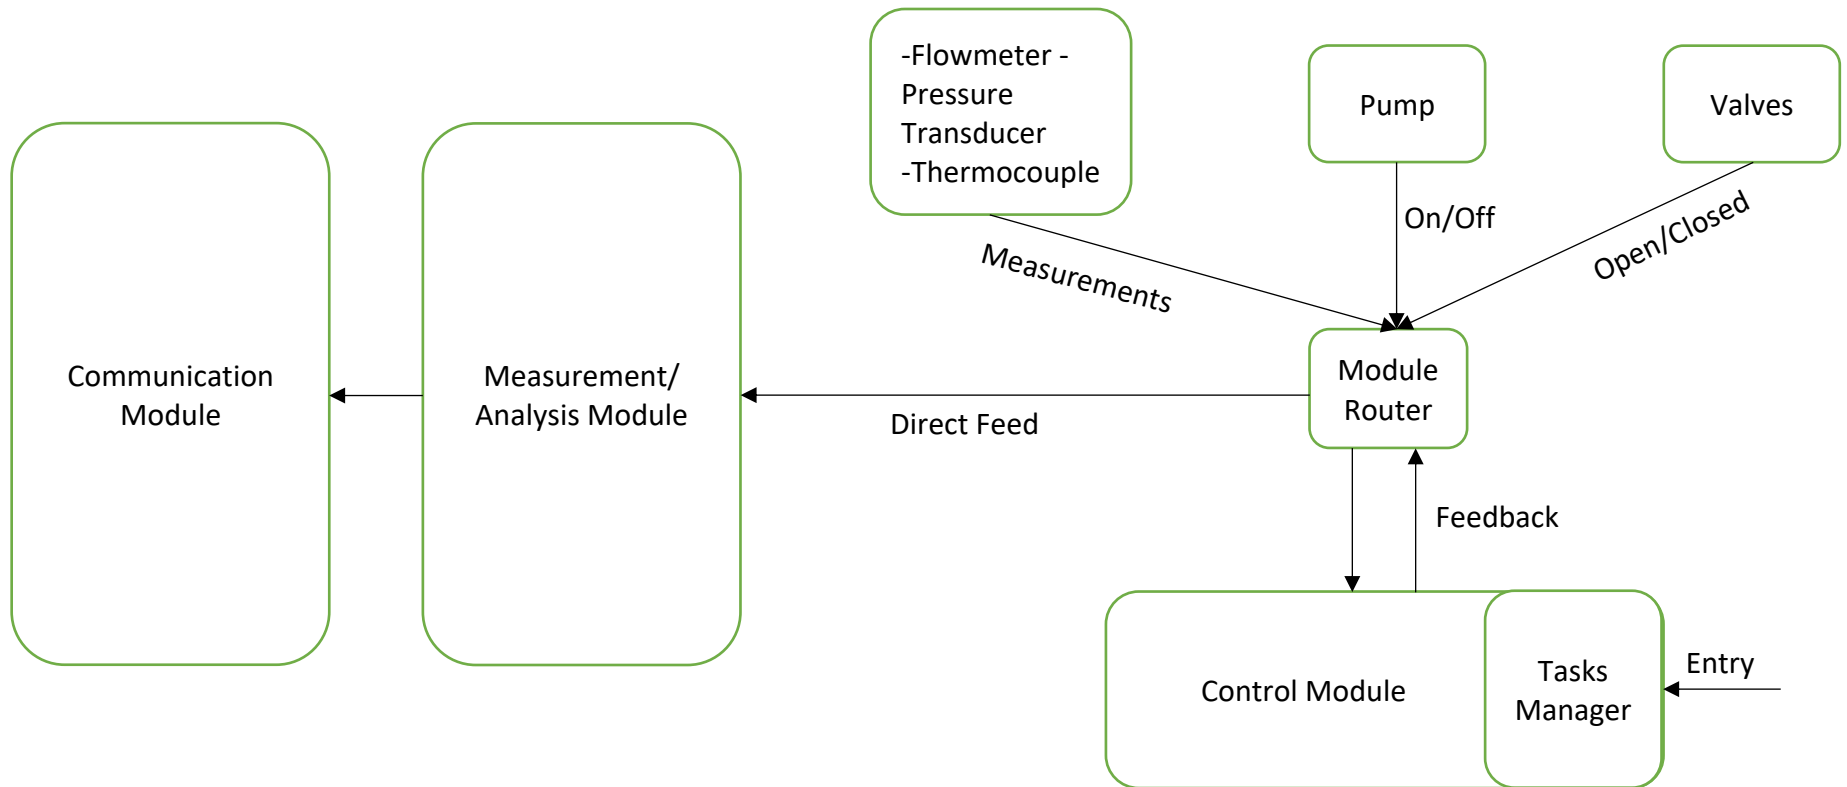 -Flowmeter -
Pressure
Transducer
-Thermocouple
Pump
Valves
On/Off
Open/Closed
Measurements
Communication
Module
Measurement/
Analysis Module
Direct Feed
Module
Router
Feedback
Control Module
Tasks
Manager
Entry